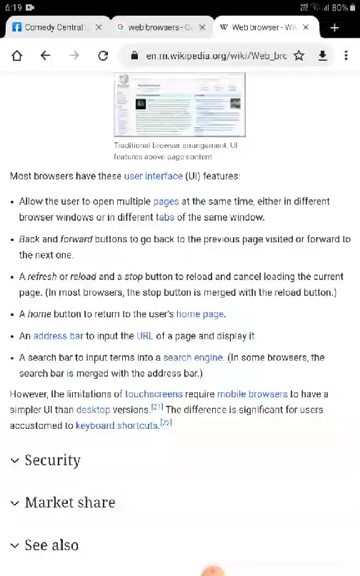 6:19 80%
Comedy Central
web browsers - G
Web browser - Wi
en.m.wikipedia.org/wiki/Web_bro
Traditional browser arrangement, UI
features above page content
Most browsers have these user interface (UI) features:
• Allow the user to open multiple pages at the same time, either in different
browser windows or in different tabs of the same window.
• Back and forward buttons to go back to the previous page visited or forward to
the next one.
• A refresh or reload and a stop button to reload and cancel loading the current
page. (In most browsers, the stop button is merged with the reload button.)
• A home button to return to the user's home page.
• An address bar to input the URL of a page and display it.
• A search bar to input terms into a search engine. (In some browsers, the
search bar is merged with the address bar.)
However, the limitations of touchscreens require mobile browsers to have a
simpler UI than desktop versions.[21] The difference is significant for users
accustomed to keyboard shortcuts.[22]
Security
Market share
See also